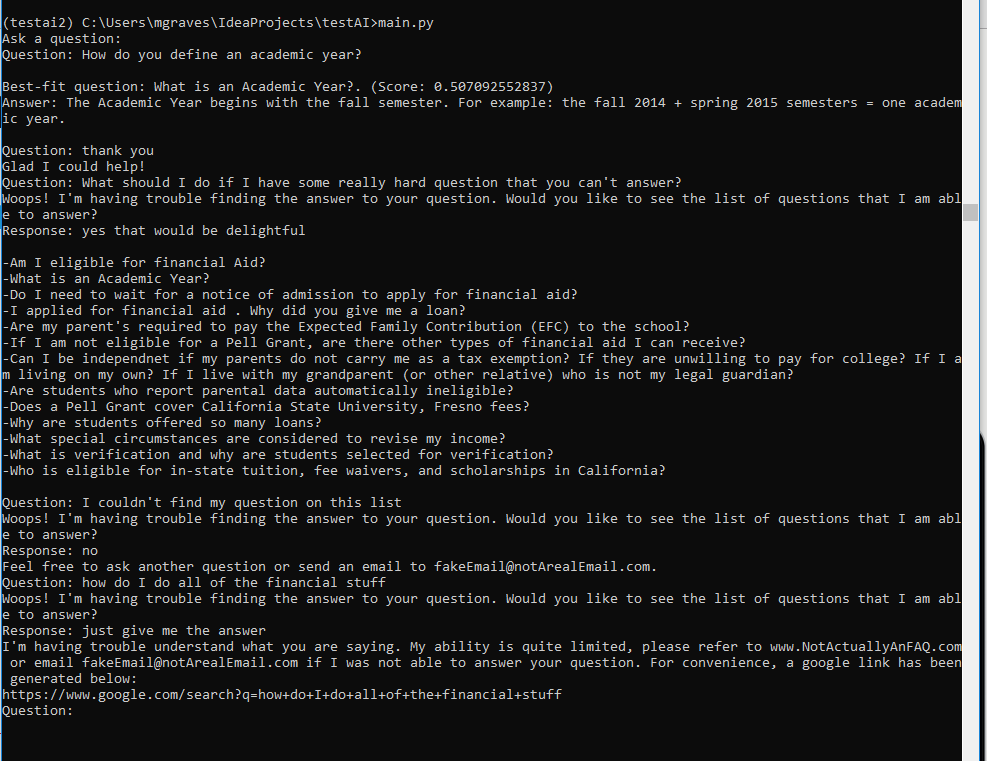 (testai2) C:\Users\mgraves\IdeaProjects\testAI>main.py
Ask a question:
Question: How do you define an academic year?
Best-fit question: What is an Academic Year?. (Score: 0.507092552837)
Answer: The Academic Year begins with the fall semester. For example: the fall 2014 + spring 2015 semesters = one academ
ic year.
Question: thank you
Glad I could help!
Question: What should I do if I have some really hard question that you can't answer?
Woops! I'm having trouble finding the answer to your question. Would you like to see the list of questions that I am abl
e to answer?
Response: yes that would be delightful
-Am I eligible for financial Aid?
-What is an Academic Year?
-Do I need to wait for a notice of admission to apply for financial aid?
-I applied for financial aid . Why did you give me a loan?
-Are my parent's required to pay the Expected Family Contribution (EFC) to the school?
-If I am not eligible for a Pell Grant, are there other types of financial aid I can receive?
-Can I be independnet if my parents do not carry me as a tax exemption? If they are unwilling to pay for college? If I a
m living on my own? If I live with my grandparent (or other relative) who is not my legal guardian?
-Are students who report parental data automatically ineligible?
-Does a Pell Grant cover California State University, Fresno fees?
-Why are students offered so many loans?
-What special circumstances are considered to revise my income?
-What is verification and why are students selected for verification?
-Who is eligible for in-state tuition, fee waivers, and scholarships in California?
Question: I couldn't find my question on this list
Woops! I'm having trouble finding the answer to your question. Would you like to see the list of questions that I am abl
e to answer?
Response: no
Feel free to ask another question or send an email to fakeEmail@notArealEmail.com.
Question: how do I do all of the financial stuff
Woops! I'm having trouble finding the answer to your question. Would you like to see the list of questions that I am abl
e to answer?
Response: just give me the answer
I'm having trouble understand what you are saying. My ability is quite limited, please refer to www.NotActuallyAnFAQ.com
 or email fakeEmail@notArealEmail.com if I was not able to answer your question. For convenience, a google link has been
 generated below:
https://www.google.com/search?q=how+do+I+do+all+of+the+financial+stuff
Question: